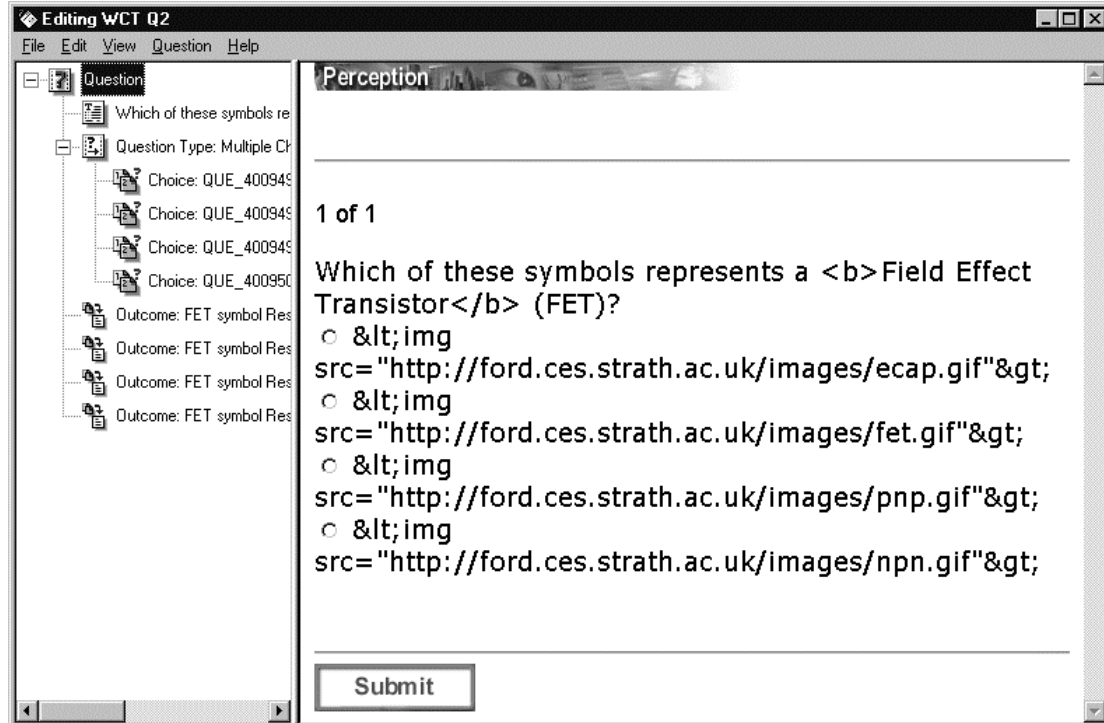 Editing WCT Q2
File Edit View Question Help
Question
Which of these symbols re
Question Type: Multiple Ch
Choice: QUE_400949
Choice: QUE_400949
Choice: QUE_400949
Choice: QUE_400950
Outcome: FET symbol Res
Outcome: FET symbol Res
Outcome: FET symbol Res
Outcome: FET symbol Res
Perception
1 of 1
Which of these symbols represents a <b>Field Effect
Transistor</b> (FET)?
&lt;img
src="http://ford.ces.strath.ac.uk/images/ecap.gif"&gt;
&lt;img
src="http://ford.ces.strath.ac.uk/images/fet.gif"&gt;
&lt;img
src="http://ford.ces.strath.ac.uk/images/pnp.gif"&gt;
&lt;img
src="http://ford.ces.strath.ac.uk/images/npn.gif"&gt;
Submit